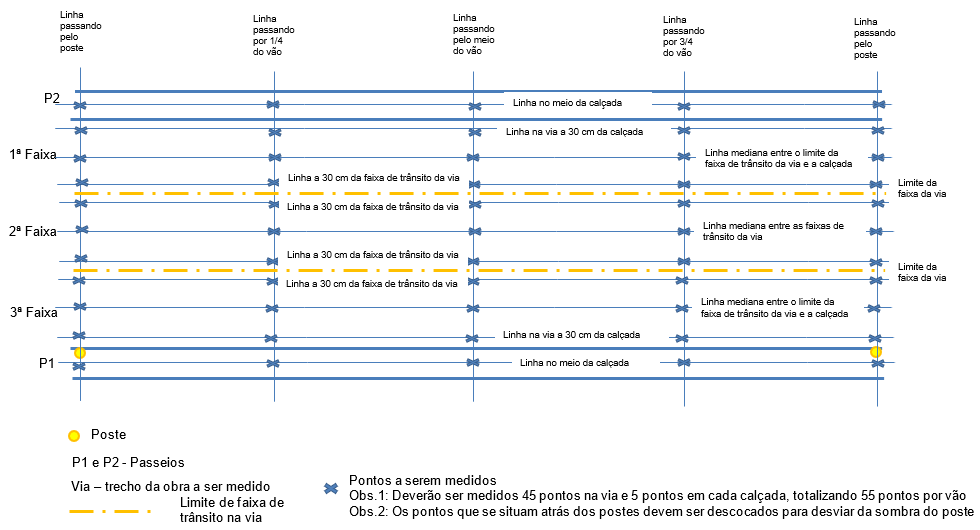 Linha
passando
pelo
poste
Linha
passando
por 1/4
do vão
Linha
passando
pelo meio
do vão
Linha
passando
por 3/4
do vão
Linha
passando
pelo
poste
P2
Linha no meio da calçada
Linha na via a 30 cm da calçada
1ª Faixa
Linha mediana entre o limite da
faixa de trânsito da via e a calçada
Linha a 30 cm da faixa de trânsito da via
Limite da
faixa da via
Linha a 30 cm da faixa de trânsito da via
2ª Faixa
Linha mediana entre as faixas de
trânsito da via
Linha a 30 cm da faixa de trânsito da via
Limite da
faixa da via
Linha a 30 cm da faixa de trânsito da via
3ª Faixa
Linha mediana entre o limite da
faixa de trânsito da via e a calçada
Linha na via a 30 cm da calçada
P1
Linha no meio da calçada
Poste
P1 e P2 - Passeios
Via – trecho da obra a ser medido
Limite de faixa de
trânsito na via
Pontos a serem medidos
Obs.1: Deverão ser medidos 45 pontos na via e 5 pontos em cada calçada, totalizando 55 pontos por vão
Obs.2: Os pontos que se situam atrás dos postes devem ser descocados para desviar da sombra do poste